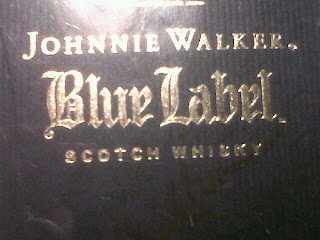 JOHNNIE WALKER.
Blue Label.
SCOTCH WHISKY